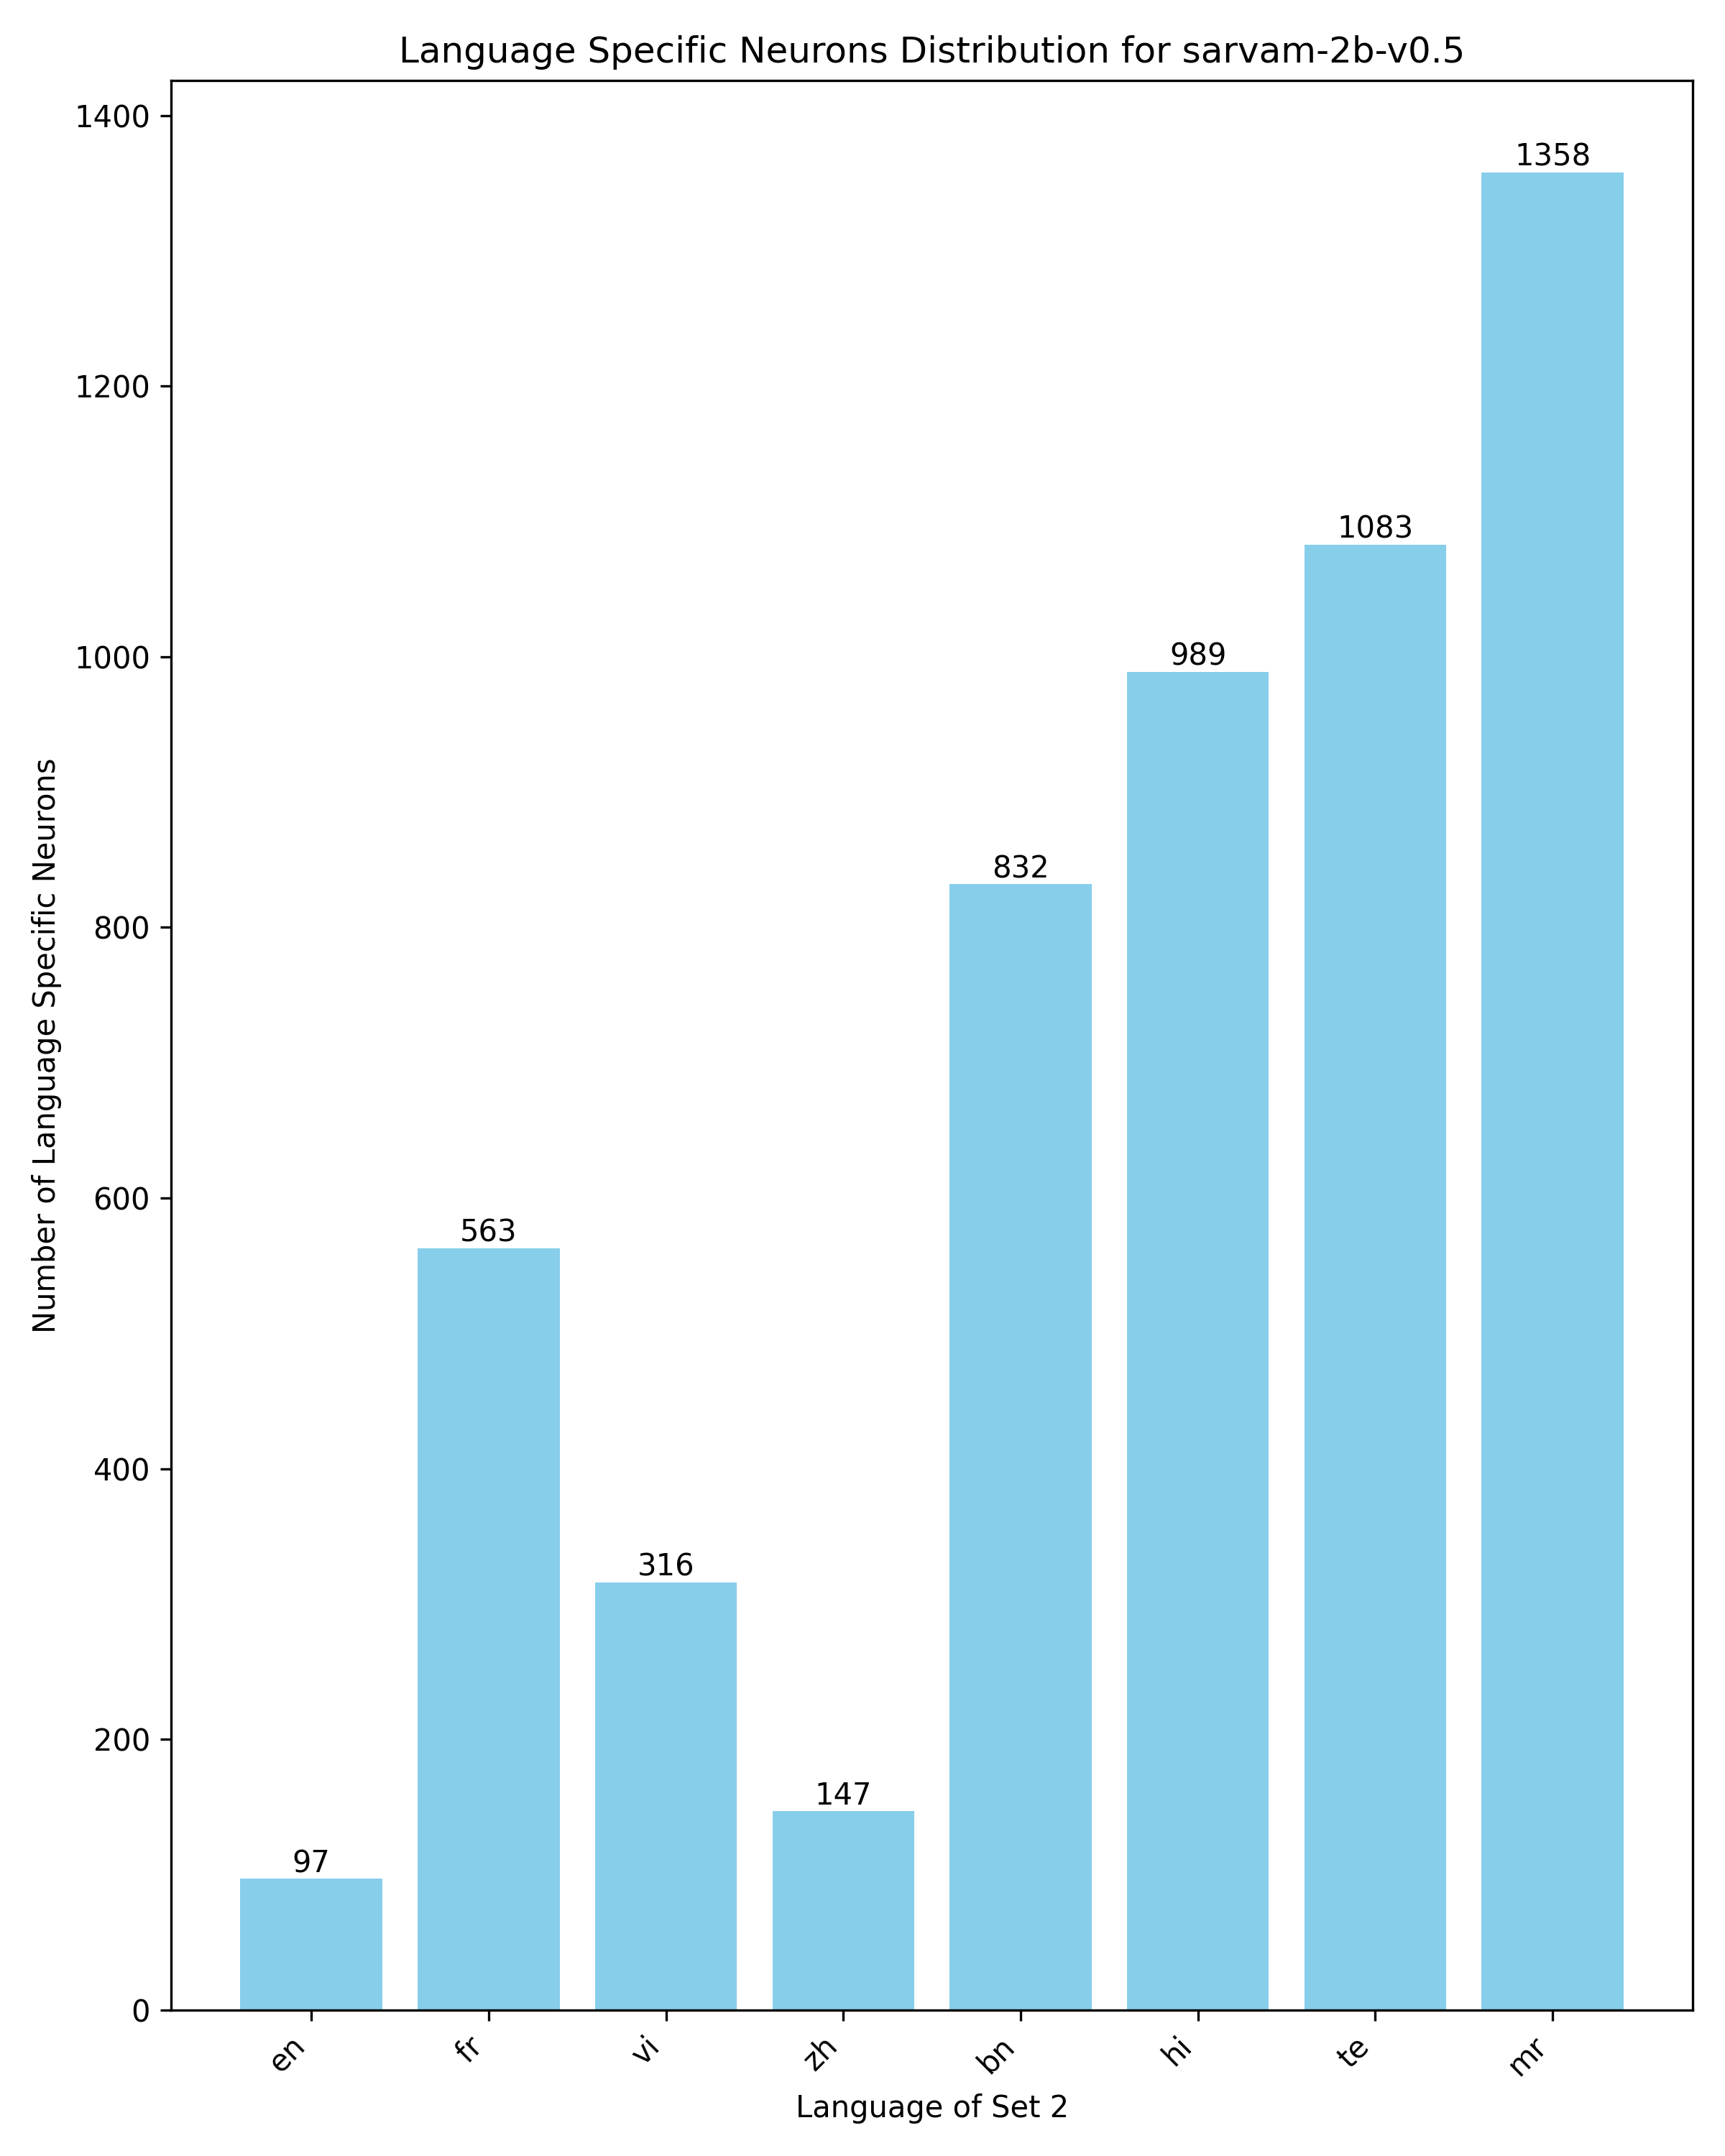 Language Specific Neurons Distribution for sarvam-2b-v0.5
1400
1200
1000
800
600
400
200
0
Number of Language Specific Neurons
97
563
316
147
832
989
1083
1358
en
fr
vi
zh
bn
hi
te
mr
Language of Set 2